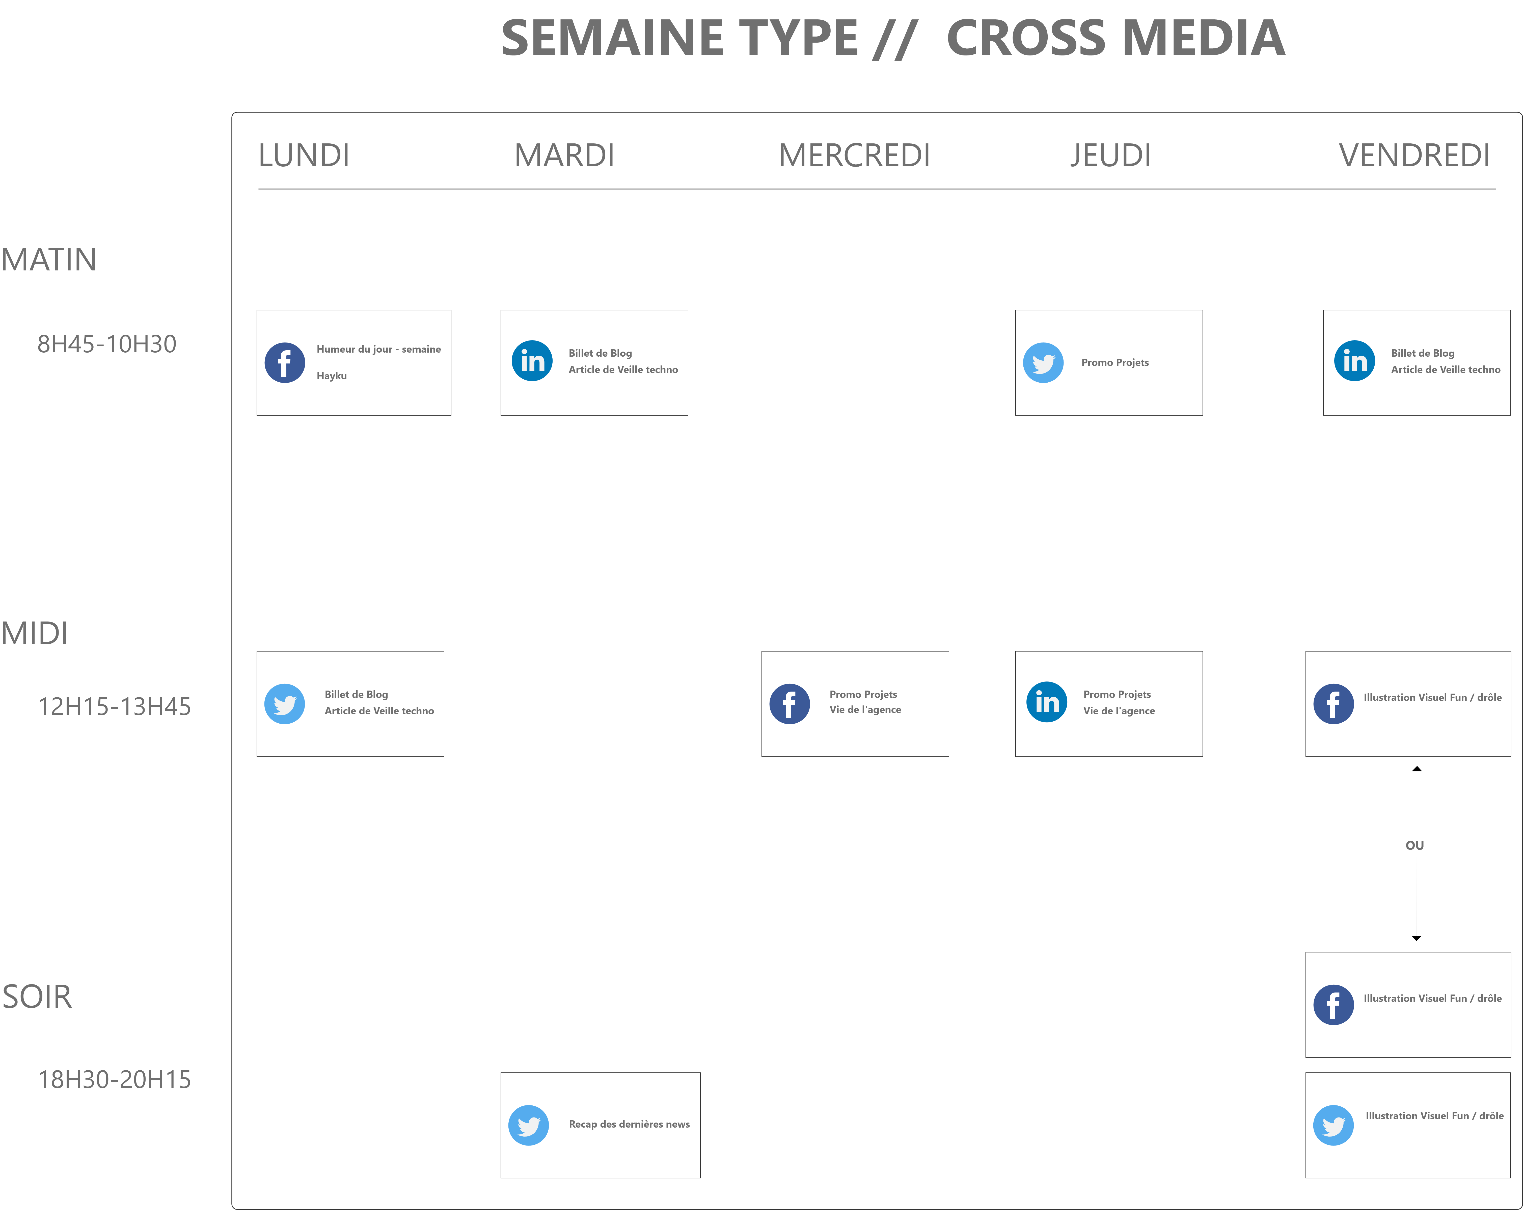 SEMAINE TYPE // CROSS MEDIA
LUNDI
MARDI
MERCREDI
JEUDI
VENDREDI
MATIN
8H45-10H30
Humeur du jour - semaine
Hayku
in
Billet de Blog
Article de Veille techno
Promo Projets
in
Billet de Blog
Article de Veille techno
MIDI
12H15-13H45
Billet de Blog
Article de Veille techno
f
Promo Projets
Vie de l'agence
in
Promo Projets
Vie de l'agence
f
Illustration Visuel Fun / drôle
OU
SOIR
18H30-20H15
f
Illustration Visuel Fun / drôle
Recap des dernières news
Illustration Visuel Fun / drôle